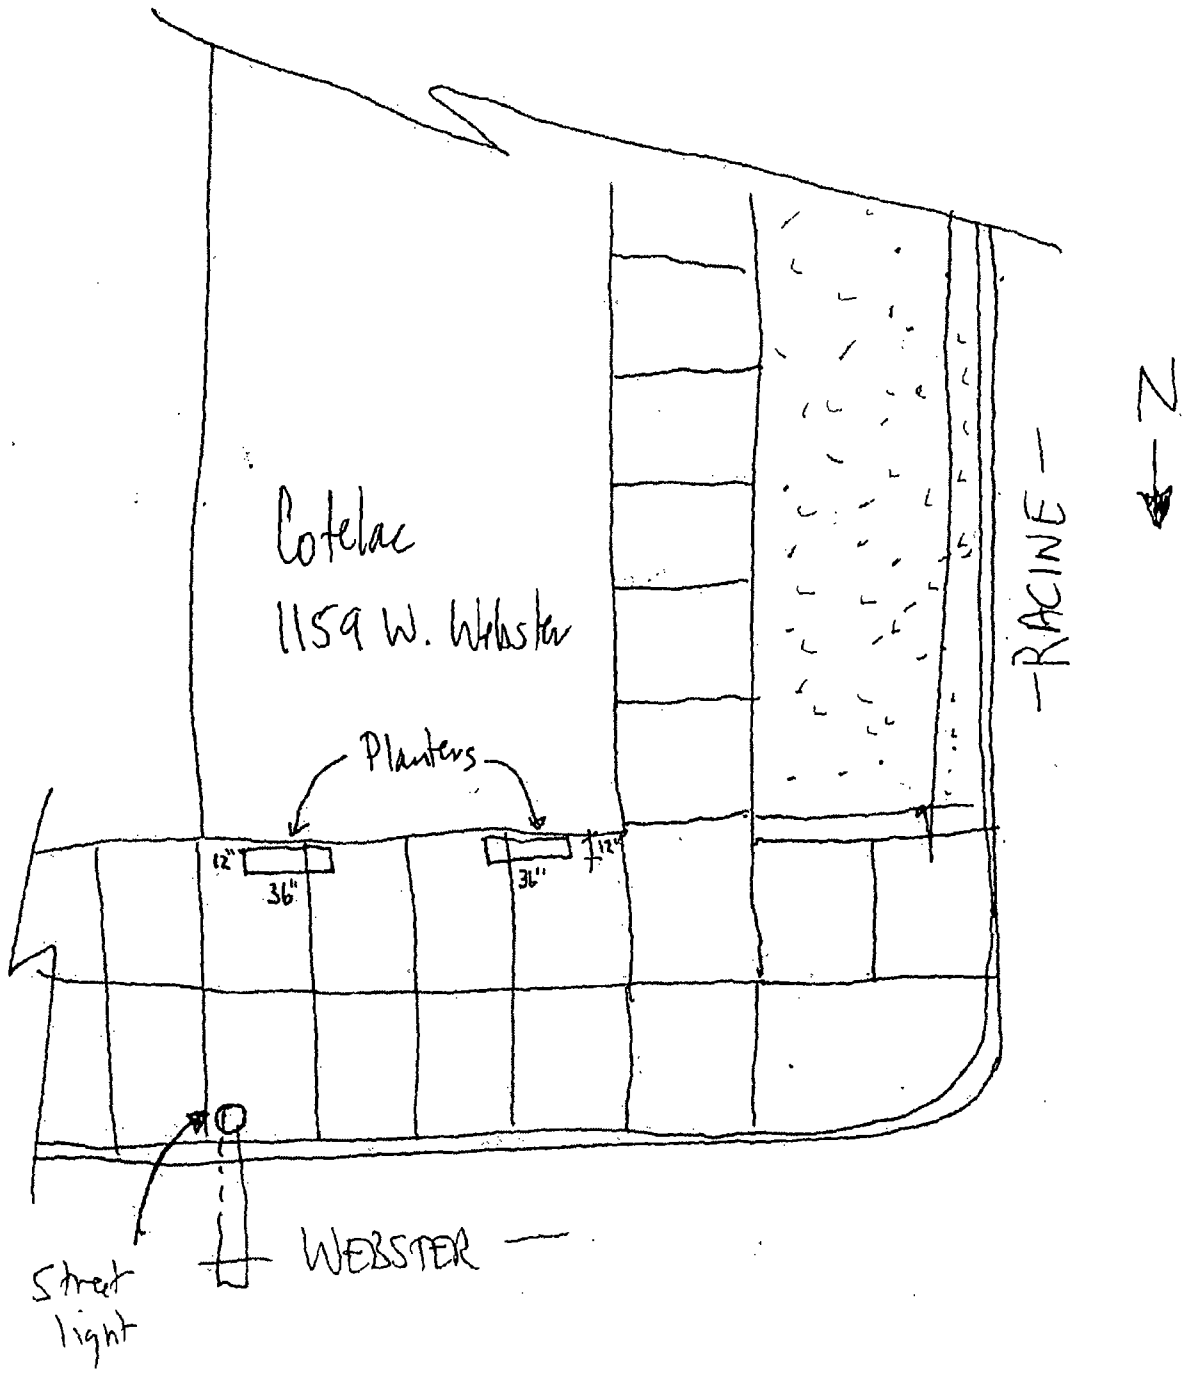 N
Cotelac
1159 W. Webster
— RACINE —
Planters
12"
36"
36"
12"
WEBSTER —
Street
light